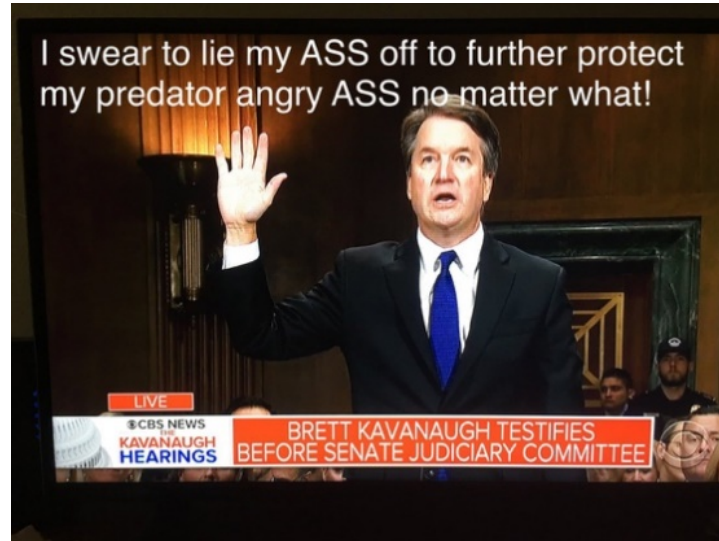 I swear to lie my ASS off to further protect
my predator angry ASS no matter what!
LIVE
CBS NEWS
THE
KAVANAUGH
HEARINGS
BRETT KAVANAUGH TESTIFIES
BEFORE SENATE JUDICIARY COMMITTEE